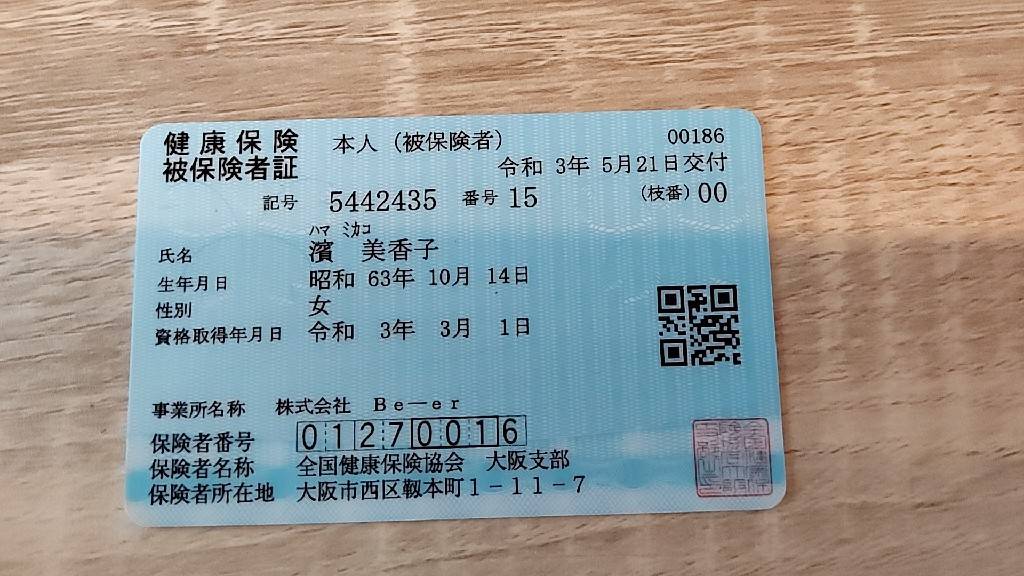 健康保険 本人（被保険者） 00186
被保険者証 令和 3年 5月21日交付
記号 5442435 番号 15 （枝番）00
ハマ ミカコ
氏名 濵 美香子
生年月日 昭和 63年 10月 14日
性別 女
資格取得年月日 令和 3年 3月 1日
事業所名称 株式会社 Be―er
保険者番号 01270016
保険者名称 全国健康保険協会 大阪支部
保険者所在地 大阪市西区靱本町1－11－7